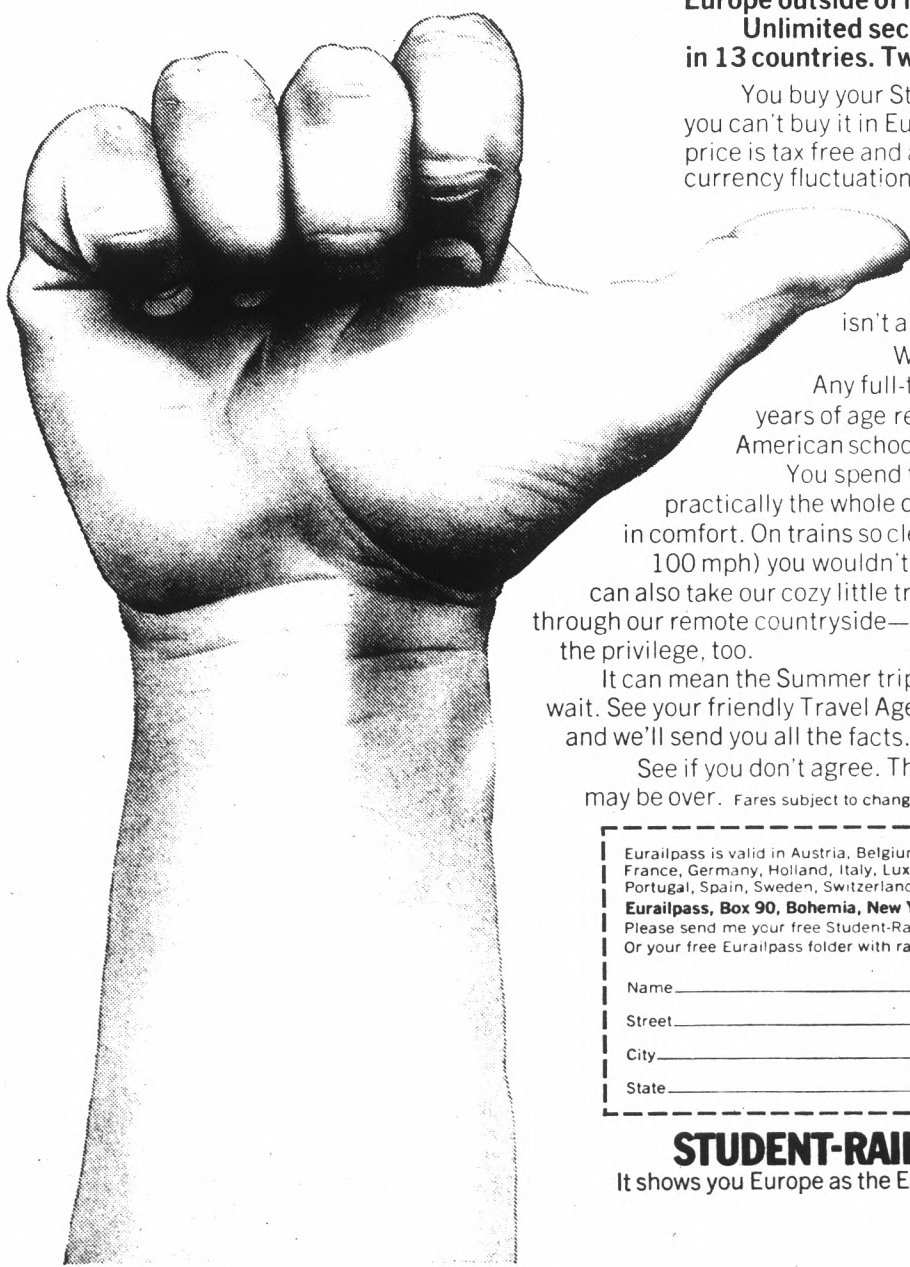 Europe outside of
Unlimited sec
in 13 countries. Tw
You buy your St
you can't buy it in Eu
price is tax free and a
currency fluctuation
isn't a
W
Any full-t
years of age re
American schoo
You spend t
practically the whole c
in comfort. On trains so cle
100 mph) you wouldn't
can also take our cozy little tr
through our remote countryside—
the privilege, too.
It can mean the Summer trip
wait. See your friendly Travel Age
and we'll send you all the facts.
See if you don't agree. Th
may be over. Fares subject to chang
Eurailpass is valid in Austria, Belgiur
France, Germany, Holland, Italy, Lux
Portugal, Spain, Sweden, Switzerland
Eurailpass, Box 90, Bohemia, New Y
Please send me your free Student-Ra
Or your free Eurailpass folder with ra
Name
Street
City
State
STUDENT-RAI
It shows you Europe as the E